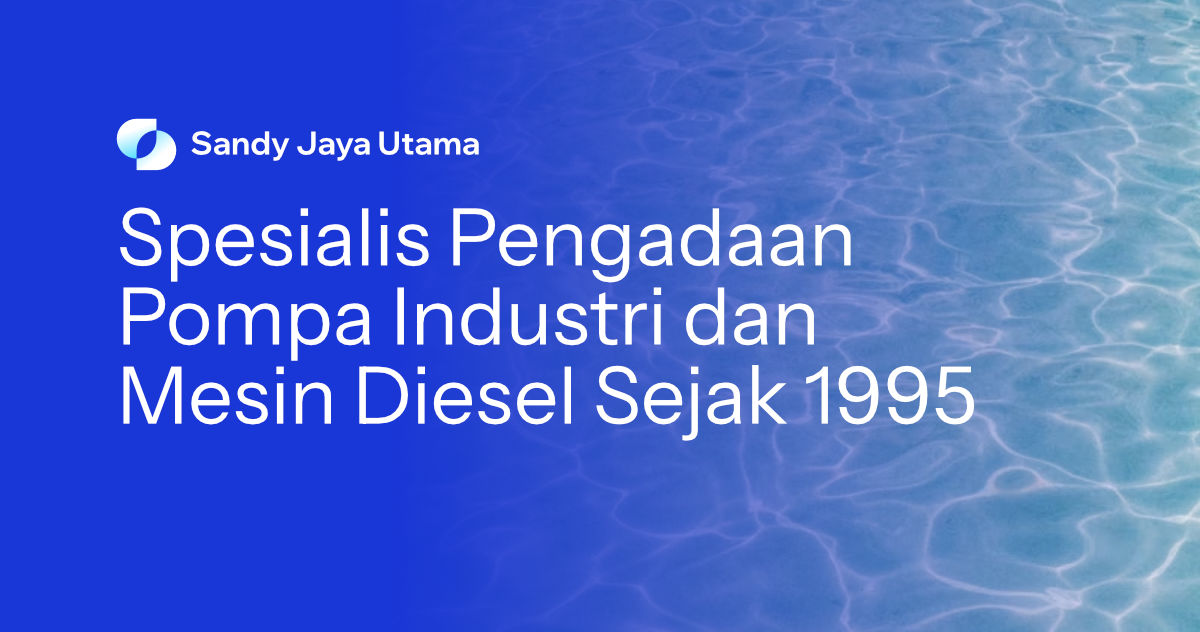 Sandy Jaya Utama
Spesialis Pengadaan
Pompa Industri dan
Mesin Diesel Sejak 1995